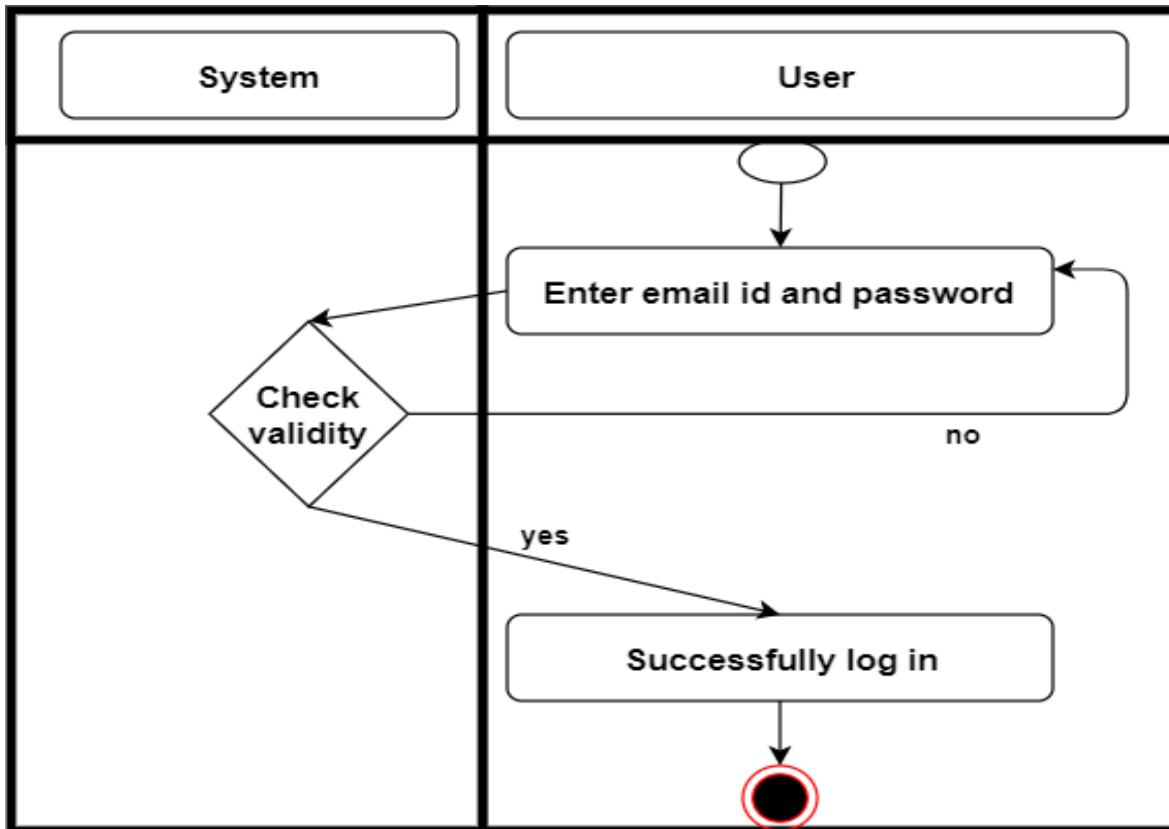 System
User
Enter email id and password
Check
validity
no
yes
Successfully log in